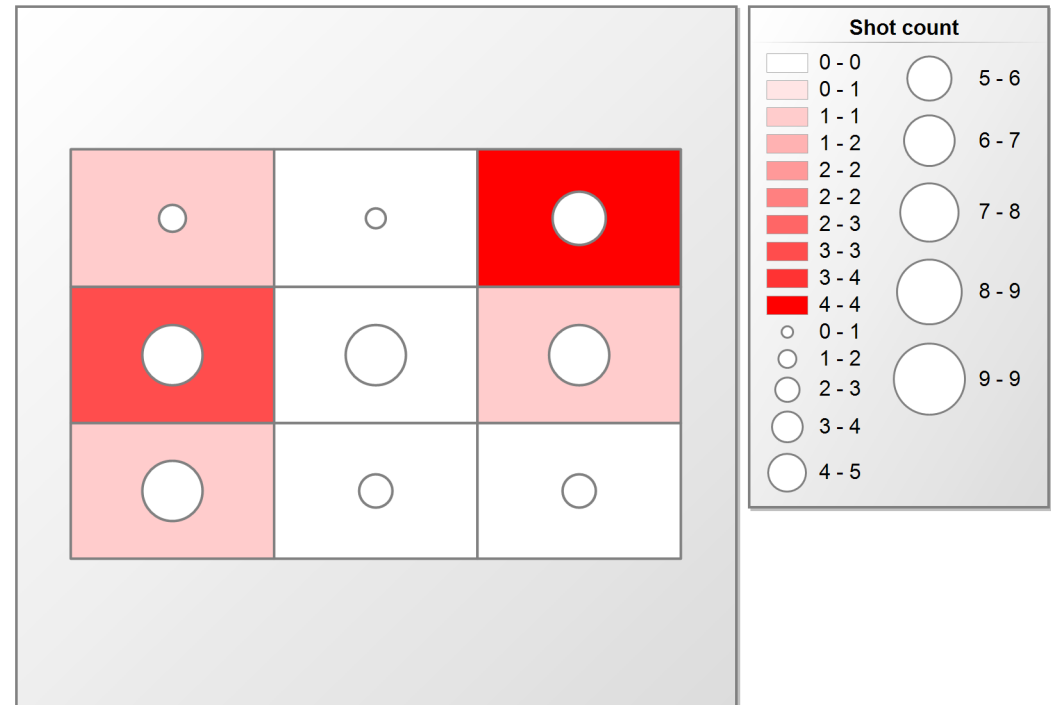 Shot count
0 - 0
0 - 1
1 - 1
1 - 2
2 - 2
2 - 2
2 - 3
3 - 3
3 - 4
4 - 4
0 - 1
1 - 2
2 - 3
3 - 4
4 - 5
5 - 6
6 - 7
7 - 8
8 - 9
9 - 9